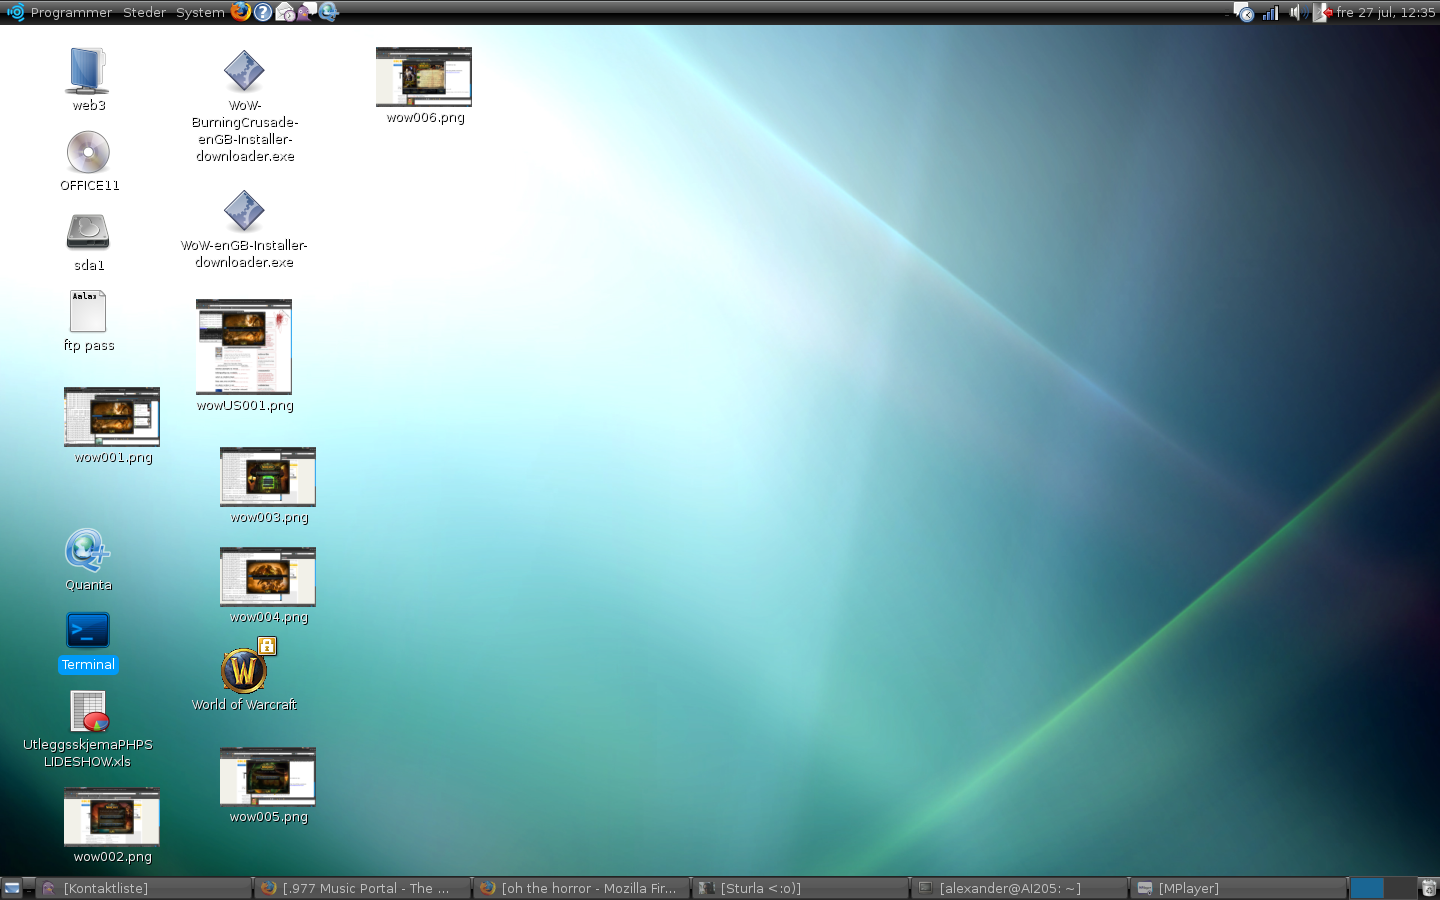 Programmer Steder System
fre 27 jul, 12:35
web3
OFFICE11
sda1
Aalax
ftp pass
wow001.png
Quanta
>_
Terminal
UtleggsskjemaPHPS
LIDESHOW.xls
wow002.png
WoW-
BurningCrusade-
enGB-Installer-
downloader.exe
WoW-enGB-Installer-
downloader.exe
wowUS001.png
wow003.png
wow004.png
W
World of Warcraft
wow005.png
wow006.png
[Kontaktliste]
[.977 Music Portal - The ...
[oh the horror - Mozilla Fir...
[Sturla <:o)]
[alexander@AI205: ~]
[MPlayer]